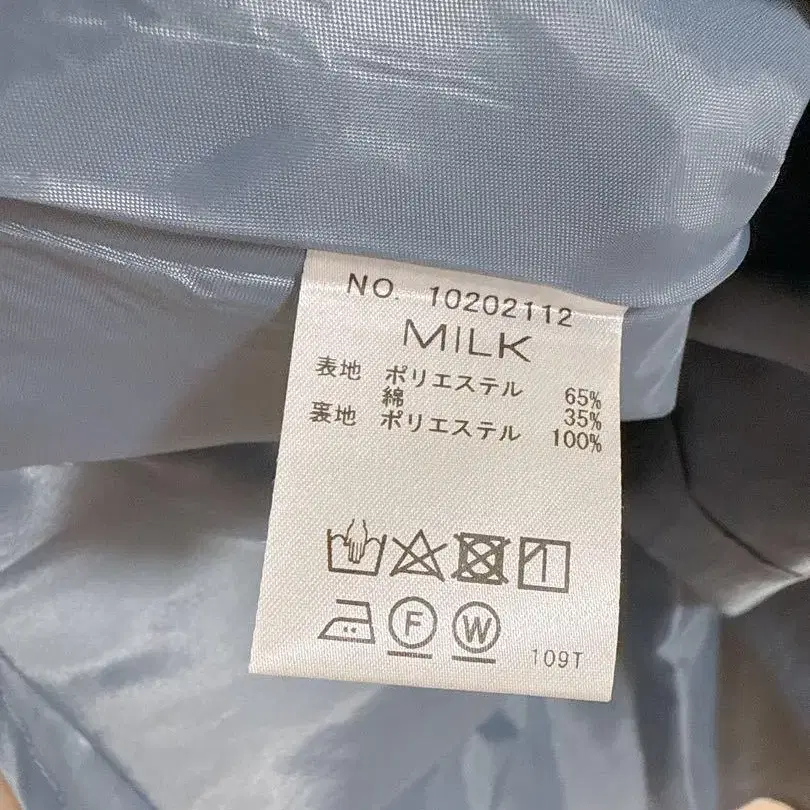 NO. 10202112
MILK
表地 ポリエステル 65%
綿 35%
裏地 ポリエステル 100%
F W 109T